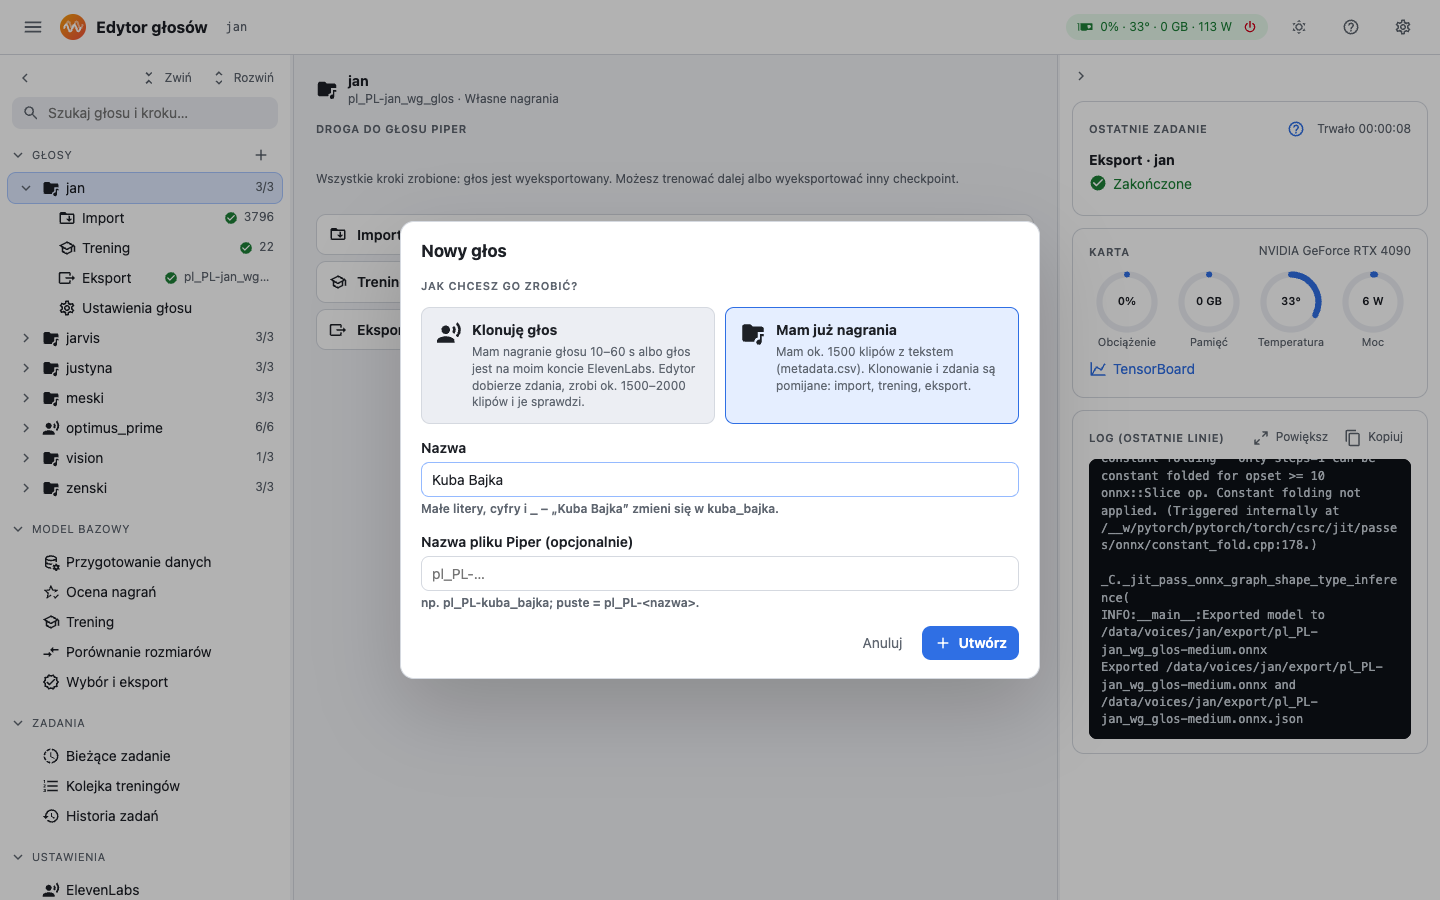 Edytor głosów
jan
0% · 33° · 0 GB · 113 W
Zwiń
Rozwiń
Szukaj głosu i kroku...
GŁOSY
jan
3/3
Import
3796
Trening
22
Eksport
pl_PL-jan_wg...
Ustawienia głosu
jarvis
3/3
justyna
3/3
meski
3/3
optimus_prime
6/6
vision
1/3
zenski
3/3
MODEL BAZOWY
Przygotowanie danych
Ocena nagrań
Trening
Porównanie rozmiarów
Wybór i eksport
ZADANIA
Bieżące zadanie
Kolejka treningów
Historia zadań
USTAWIENIA
ElevenLabs
jan
pl_PL-jan_wg_glos · Własne nagrania
DROGA DO GŁOSU PIPER
Wszystkie kroki zrobione: głos jest wyeksportowany. Możesz trenować dalej albo wyeksportować inny checkpoint.
Import
Trenin
Ekspo
Nowy głos
JAK CHCESZ GO ZROBIĆ?
Klonuję głos
Mam nagranie głosu 10–60 s albo głos
jest na moim koncie ElevenLabs. Edytor
dobierze zdania, zrobi ok. 1500–2000
klipów i je sprawdzi.
Mam już nagrania
Mam ok. 1500 klipów z tekstem
(metadata.csv). Klonowanie i zdania są
pomijane: import, trening, eksport.
Nazwa
Kuba Bajka
Małe litery, cyfry i _ – „Kuba Bajka” zmieni się w kuba_bajka.
Nazwa pliku Piper (opcjonalnie)
pl_PL-...
np. pl_PL-kuba_bajka; puste = pl_PL-<nazwa>.
Anuluj
Utwórz
OSTATNIE ZADANIE
Trwało 00:00:08
Eksport · jan
Zakończone
KARTA
NVIDIA GeForce RTX 4090
0%
0 GB
33°
6 W
Obciążenie
Pamięć
Temperatura
Moc
TensorBoard
LOG (OSTATNIE LINIE)
Powiększ
Kopiuj
constant folding - Only steps=1 can be
constant folded for opset >= 10
onnx::Slice op. Constant folding not
applied. (Triggered internally at
/__w/pytorch/pytorch/torch/csrc/jit/passe
s/onnx/constant_fold.cpp:178.)
_C._jit_pass_onnx_graph_shape_type_infere
nce(
INFO:__main__:Exported model to
/data/voices/jan/export/pl_PL-
jan_wg_glos-medium.onnx
Exported /data/voices/jan/export/pl_PL-
jan_wg_glos-medium.onnx and
/data/voices/jan/export/pl_PL-
jan_wg_glos-medium.onnx.json